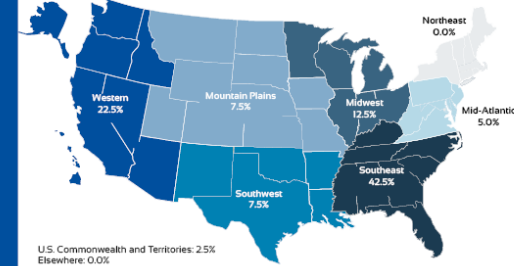 Northeast
0.0%
Western
22.5%
Mountain Plains
7.5%
Midwest
12.5%
Mid-Atlantic
5.0%
Southeast
42.5%
Southwest
7.5%
U.S. Commonwealth and Territories: 2.5%
Elsewhere: 0.0%